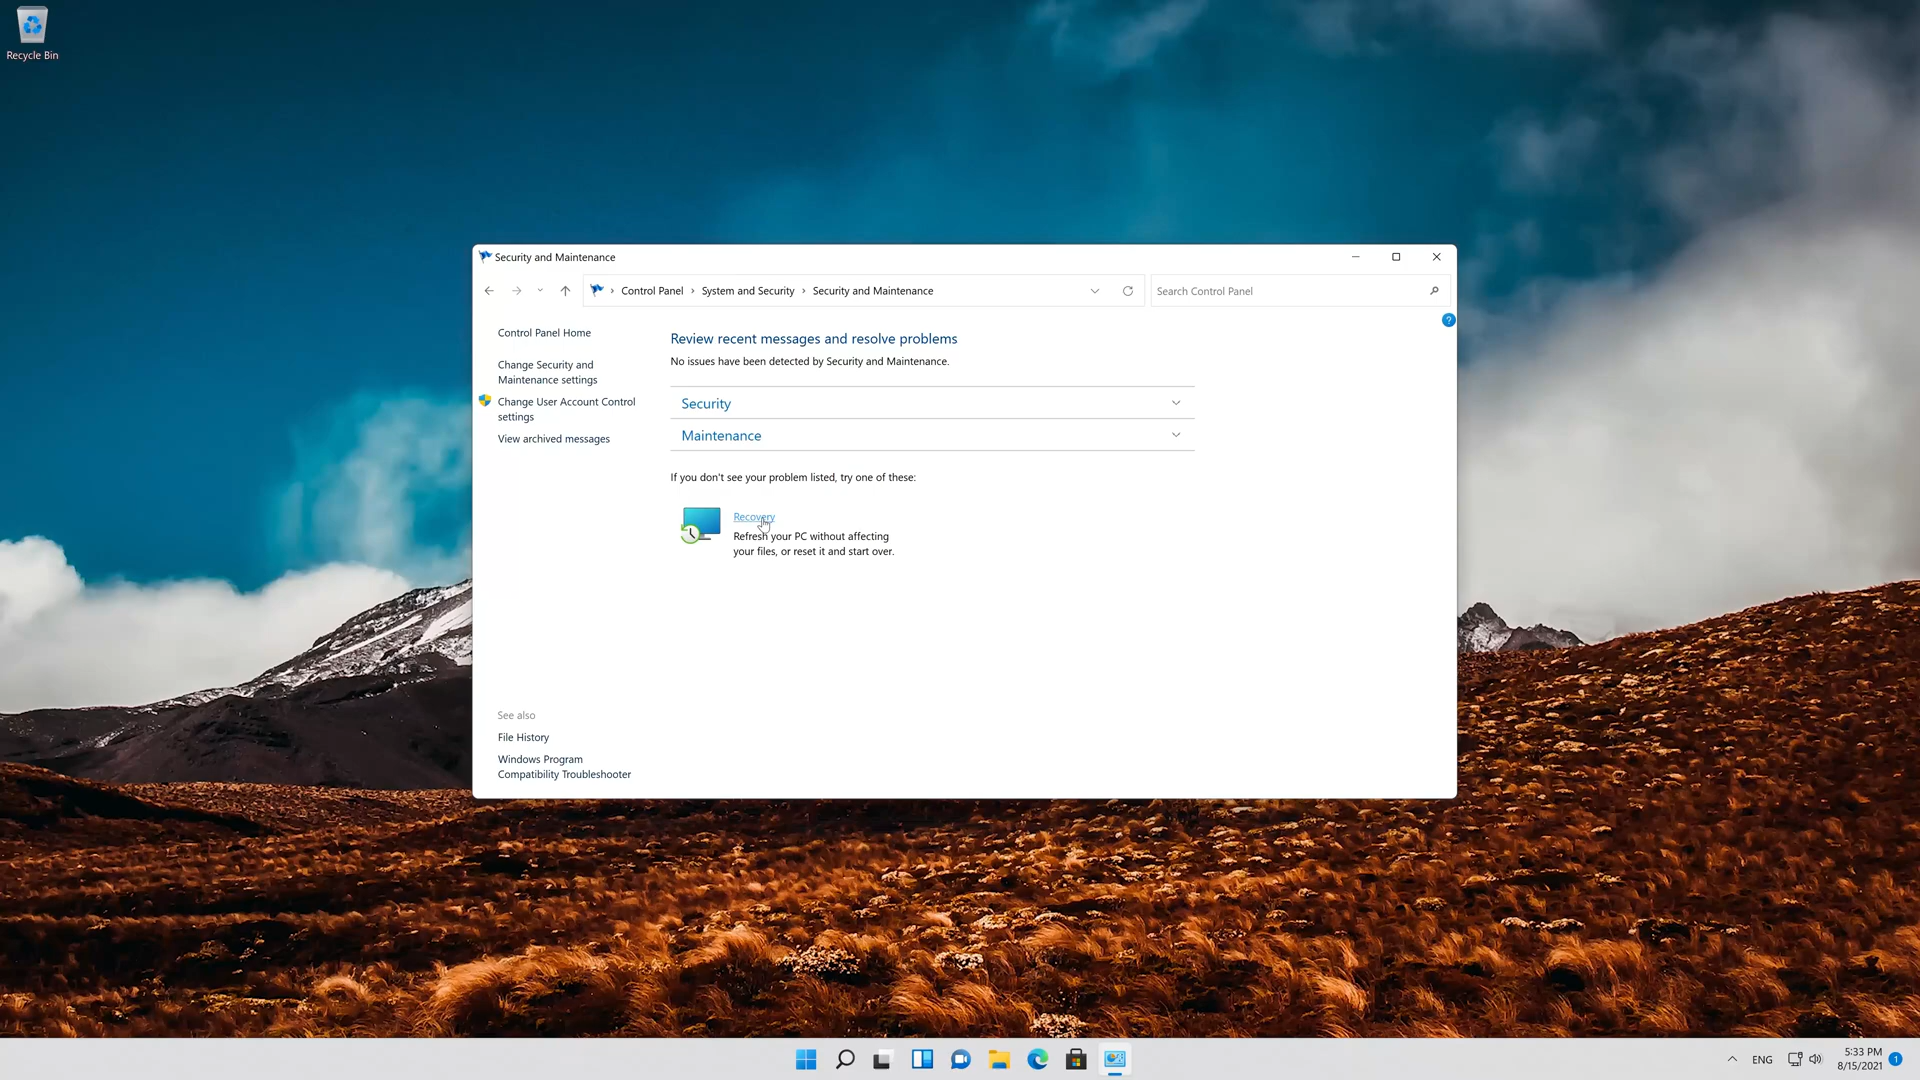 Recycle Bin
Security and Maintenance
Control Panel › System and Security › Security and Maintenance
Search Control Panel
Control Panel Home
Change Security and
Maintenance settings
Change User Account Control
settings
View archived messages
Review recent messages and resolve problems
No issues have been detected by Security and Maintenance.
Security
Maintenance
If you don't see your problem listed, try one of these:
Recovery
Refresh your PC without affecting
your files, or reset it and start over.
See also
File History
Windows Program
Compatibility Troubleshooter
ENG
5:33 PM
8/15/2021
1